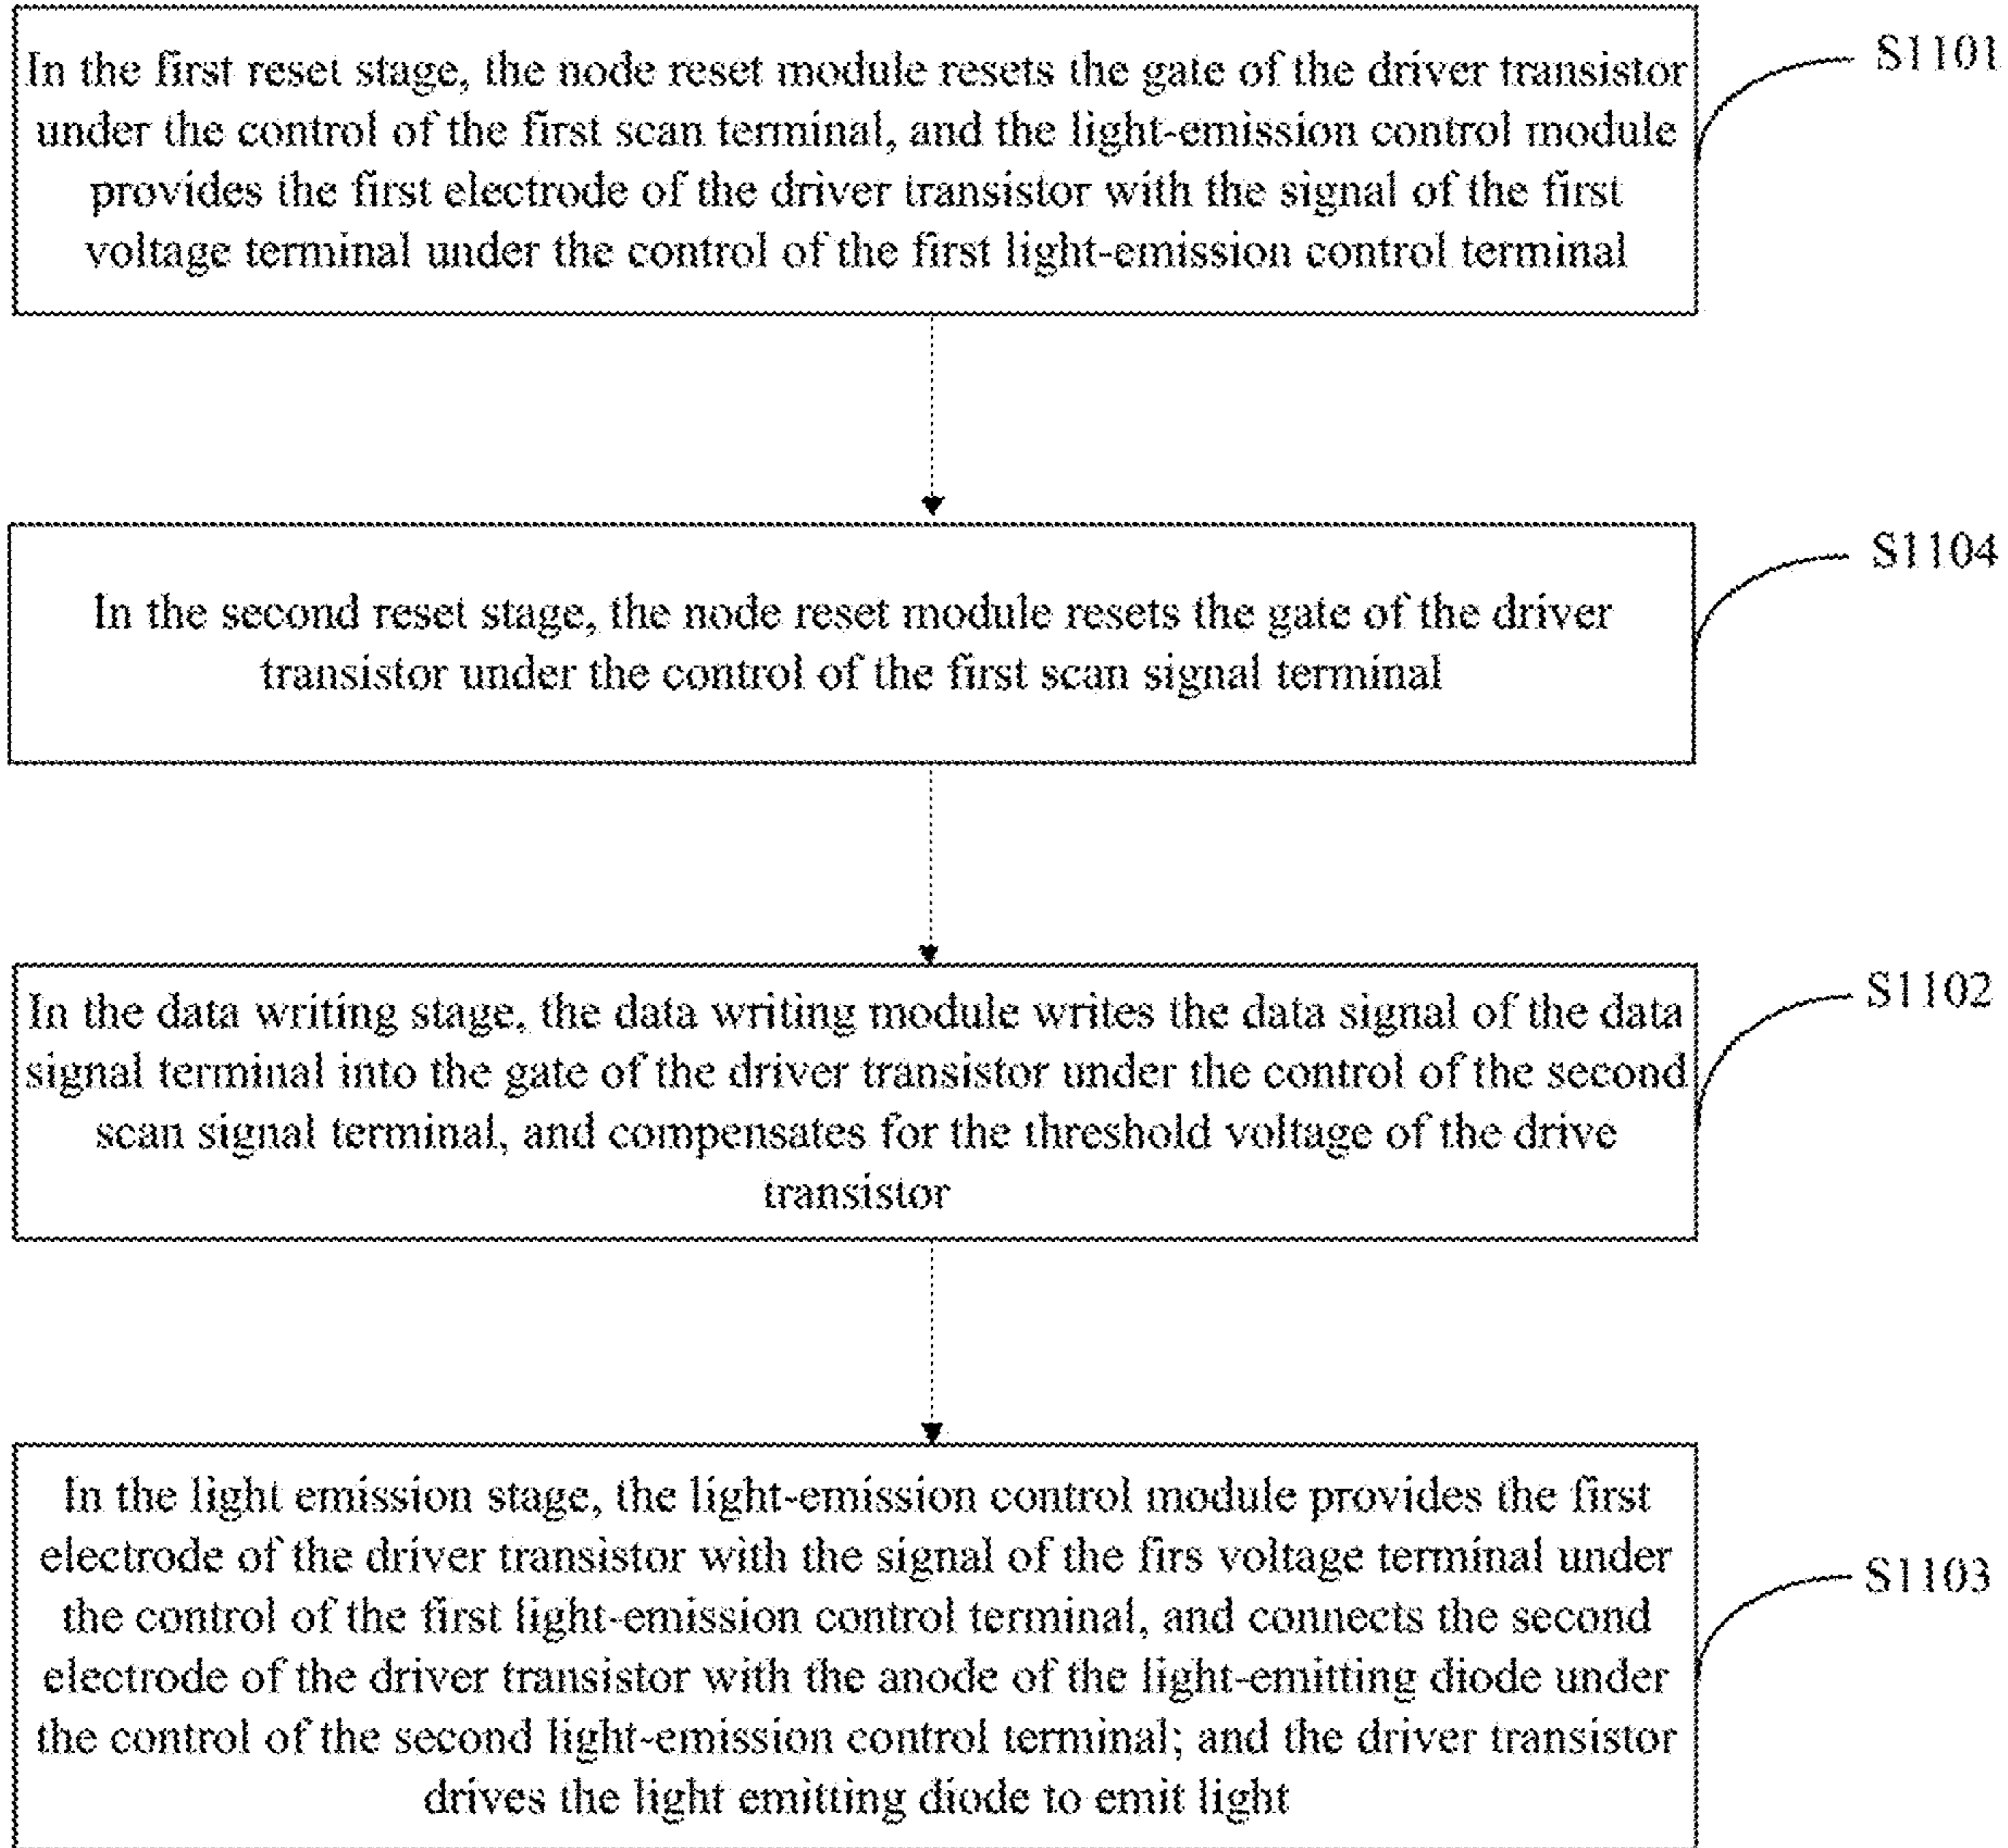 In the first reset stage, the node reset module resets the gate of the driver transistor
under the control of the first scan terminal, and the light-emission control module
provides the first electrode of the driver transistor with the signal of the first
voltage terminal under the control of the first light-emission control terminal
S1101
In the second reset stage, the node reset module resets the gate of the driver
transistor under the control of the first scan signal terminal
S1104
In the data writing stage, the data writing module writes the data signal of the data
signal terminal into the gate of the driver transistor under the control of the second
scan signal terminal, and compensates for the threshold voltage of the drive
transistor
S1102
In the light emission stage, the light-emission control module provides the first
electrode of the driver transistor with the signal of the firs voltage terminal under
the control of the first light-emission control terminal, and connects the second
electrode of the driver transistor with the anode of the light-emitting diode under
the control of the second light-emission control terminal; and the driver transistor
drives the light emitting diode to emit light
S1103